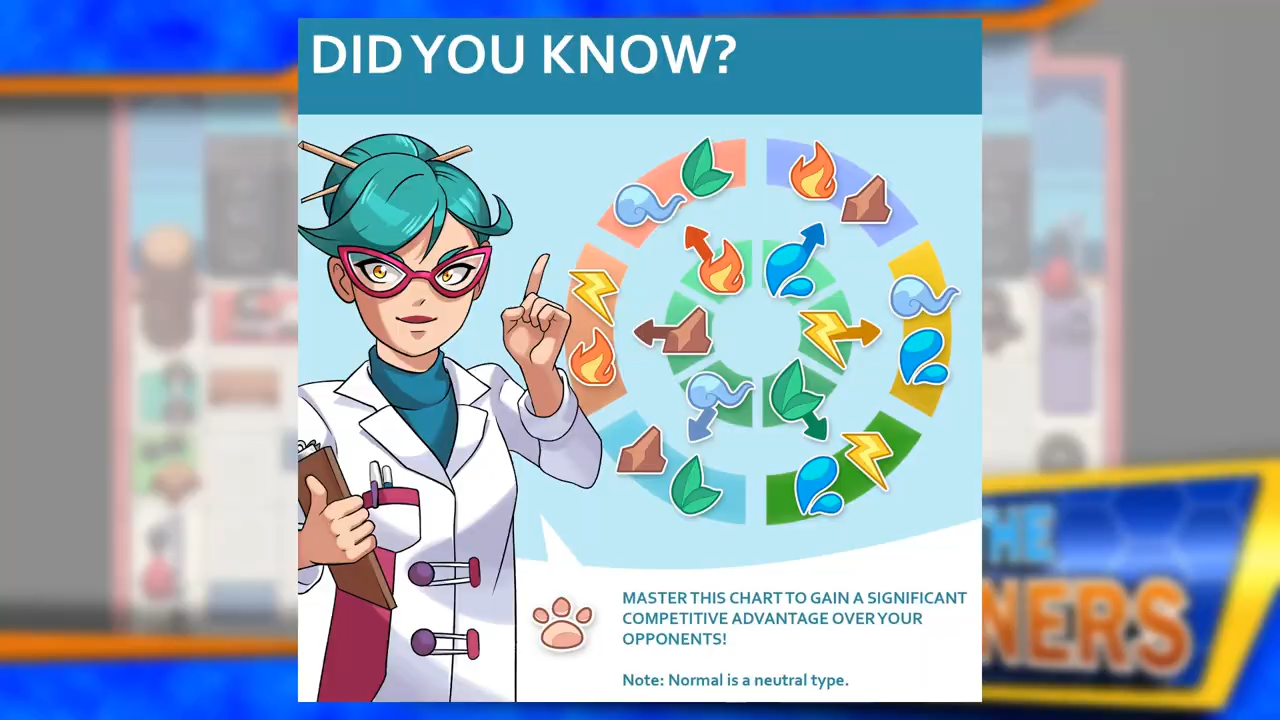 DID YOU KNOW?
MASTER THIS CHART TO GAIN A SIGNIFICANT
COMPETITIVE ADVANTAGE OVER YOUR
OPPONENTS!
Note: Normal is a neutral type.